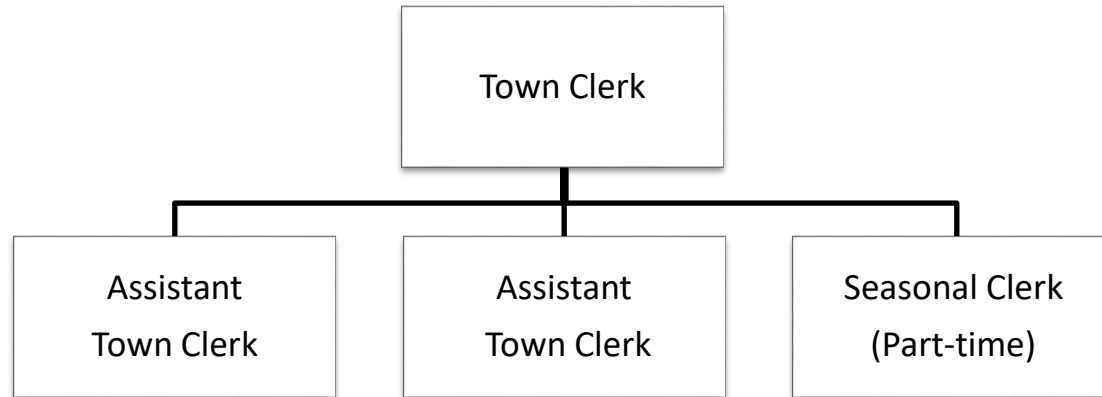 Town Clerk
Assistant
Town Clerk
Assistant
Town Clerk
Seasonal Clerk
(Part-time)